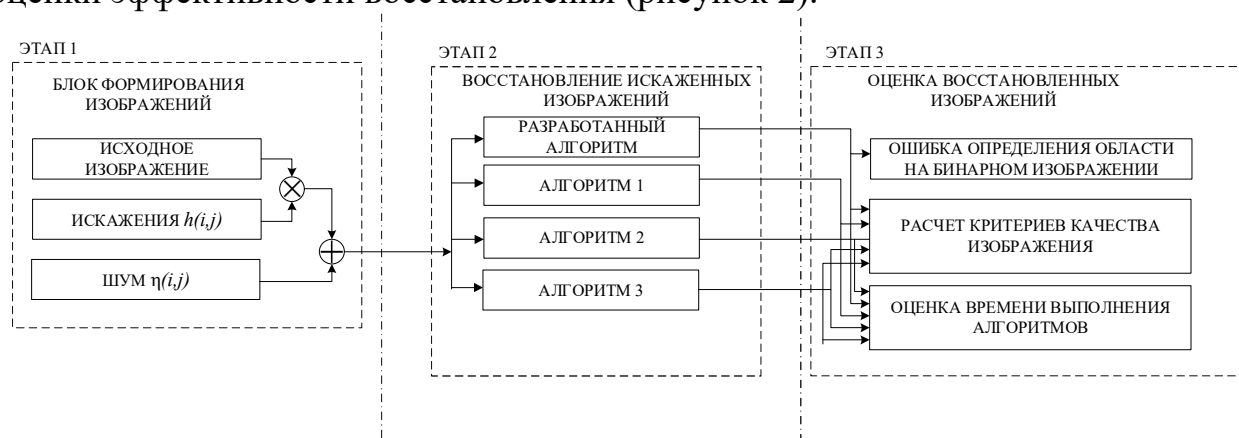 оценки эффективности восстановления (рисунок 2).
ЭТАП 1
БЛОК ФОРМИРОВАНИЯ
ИЗОБРАЖЕНИЙ
ИСХОДНОЕ
ИЗОБРАЖЕНИЕ
ИСКАЖЕНИЯ h(i,j)
ШУМ η(i,j)
ЭТАП 2
ВОССТАНОВЛЕНИЕ ИСКАЖЕННЫХ
ИЗОБРАЖЕНИЙ
РАЗРАБОТАННЫЙ
АЛГОРИТМ
АЛГОРИТМ 1
АЛГОРИТМ 2
АЛГОРИТМ 3
ЭТАП 3
ОЦЕНКА ВОССТАНОВЛЕННЫХ
ИЗОБРАЖЕНИЙ
ОШИБКА ОПРЕДЕЛЕНИЯ ОБЛАСТИ
НА БИНАРНОМ ИЗОБРАЖЕНИИ
РАСЧЕТ КРИТЕРИЕВ КАЧЕСТВА
ИЗОБРАЖЕНИЯ
ОЦЕНКА ВРЕМЕНИ ВЫПОЛНЕНИЯ
АЛГОРИТМОВ